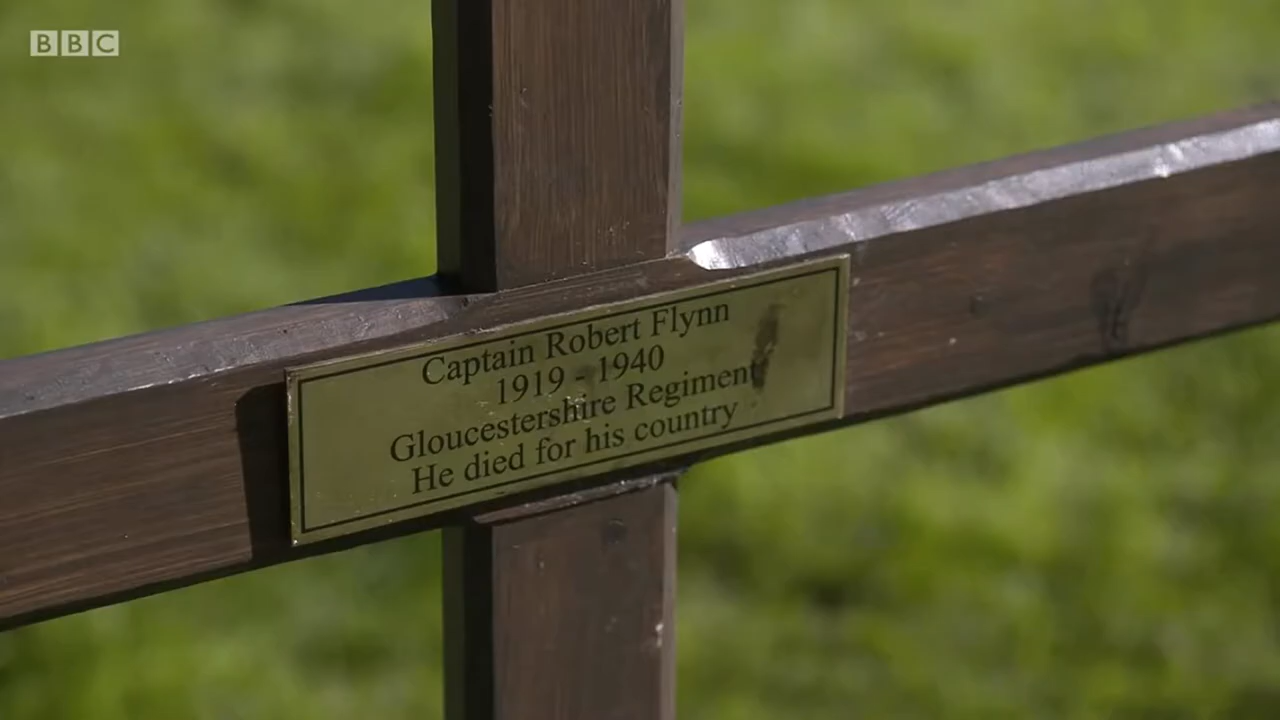 BBC
Captain Robert Flynn
1919 - 1940
Gloucestershire Regiment
He died for his country